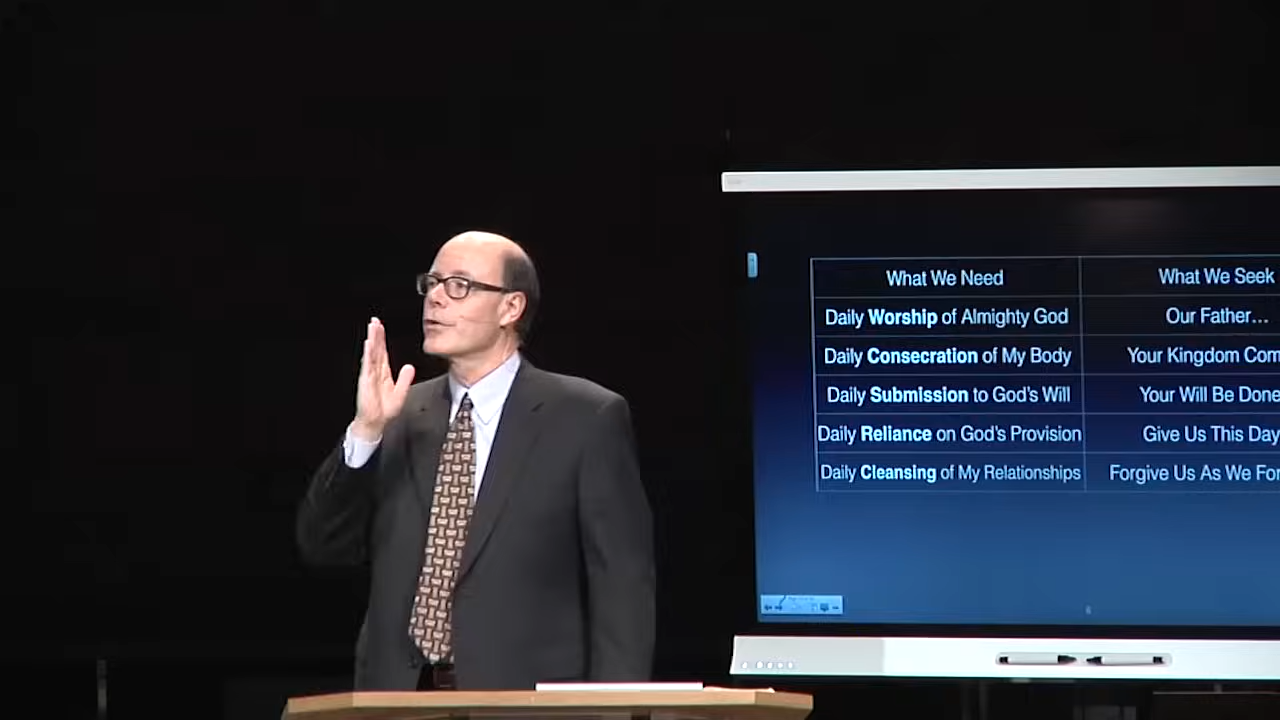 What We Need What We Seek
Daily Worship of Almighty God Our Father...
Daily Consecration of My Body Your Kingdom Com
Daily Submission to God's Will Your Will Be Done
Daily Reliance on God's Provision Give Us This Day
Daily Cleansing of My Relationships Forgive Us As We For